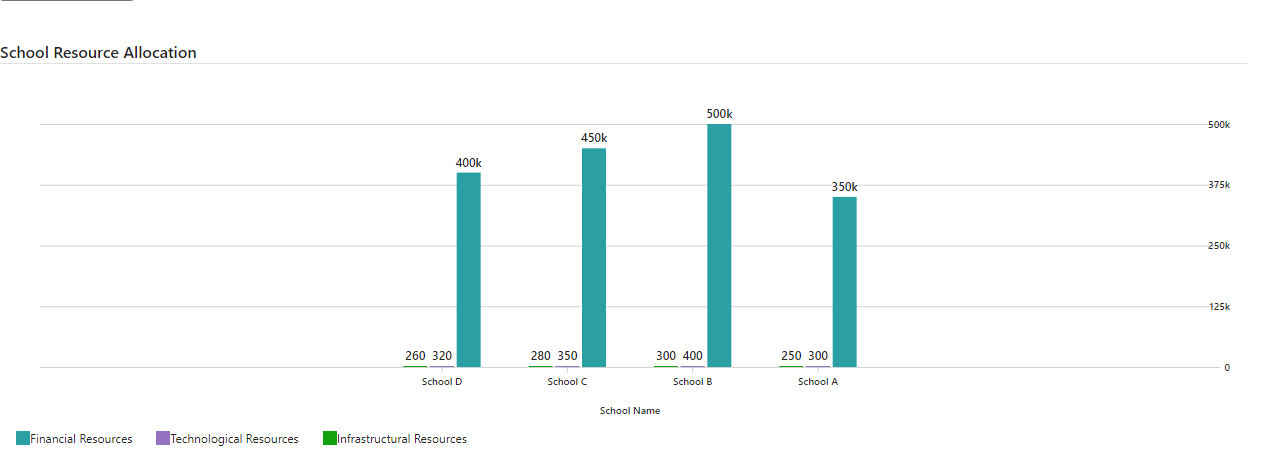 School Resource Allocation
500k
450k
400k
350k
500k
375k
250k
125k
0
260 320 280 350 300 400 250 300
School D School C School B School A
School Name
Financial Resources Technological Resources Infrastructural Resources